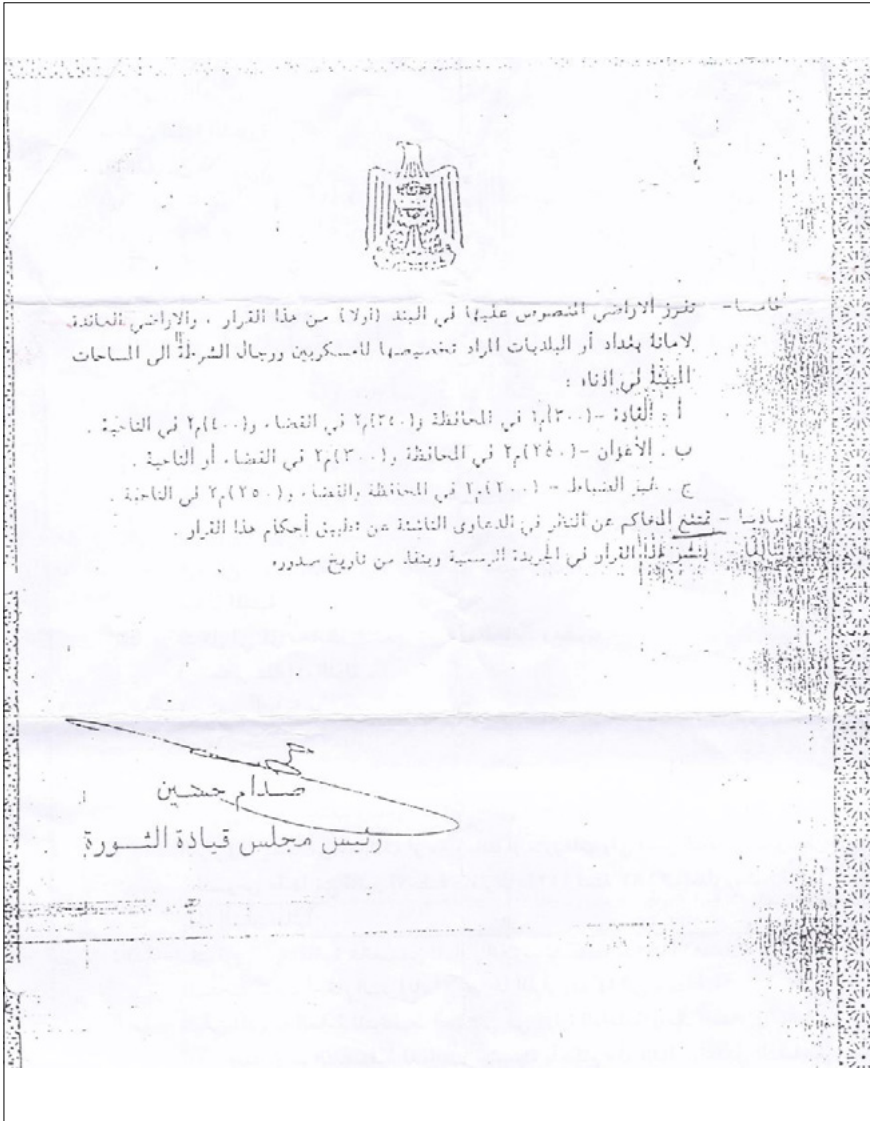 خامسا- تفرز الاراضي المنصوص عليها في البند (اولا) من هذا القرار ، والاراضي العائدة
لامانة بغداد أو البلديات المراد تخصيصها للعسكريين ورجال الشرطة الى المساحات
المبينة في ادناه :
أ . القادة - (٣٠٠)م٢ في المحافظة و(٣٥٠)م٢ في القضاء و(٤٠٠)م٢ في الناحية .
ب . الأعوان - (٢٥٠)م٢ في المحافظة و(٣٠٠)م٢ في القضاء أو الناحية .
ج . غير الضباط - (٢٠٠)م٢ في المحافظة والقضاء و(٢٥٠)م٢ في الناحية .
سادسا - تمتنع المحاكم عن النظر في الدعاوى الناشئة عن تطبيق أحكام هذا القرار .
سابعا - ينشر هذا القرار في الجريدة الرسمية وينفذ من تاريخ صدوره
صدام حسين
رئيس مجلس قيادة الثورة